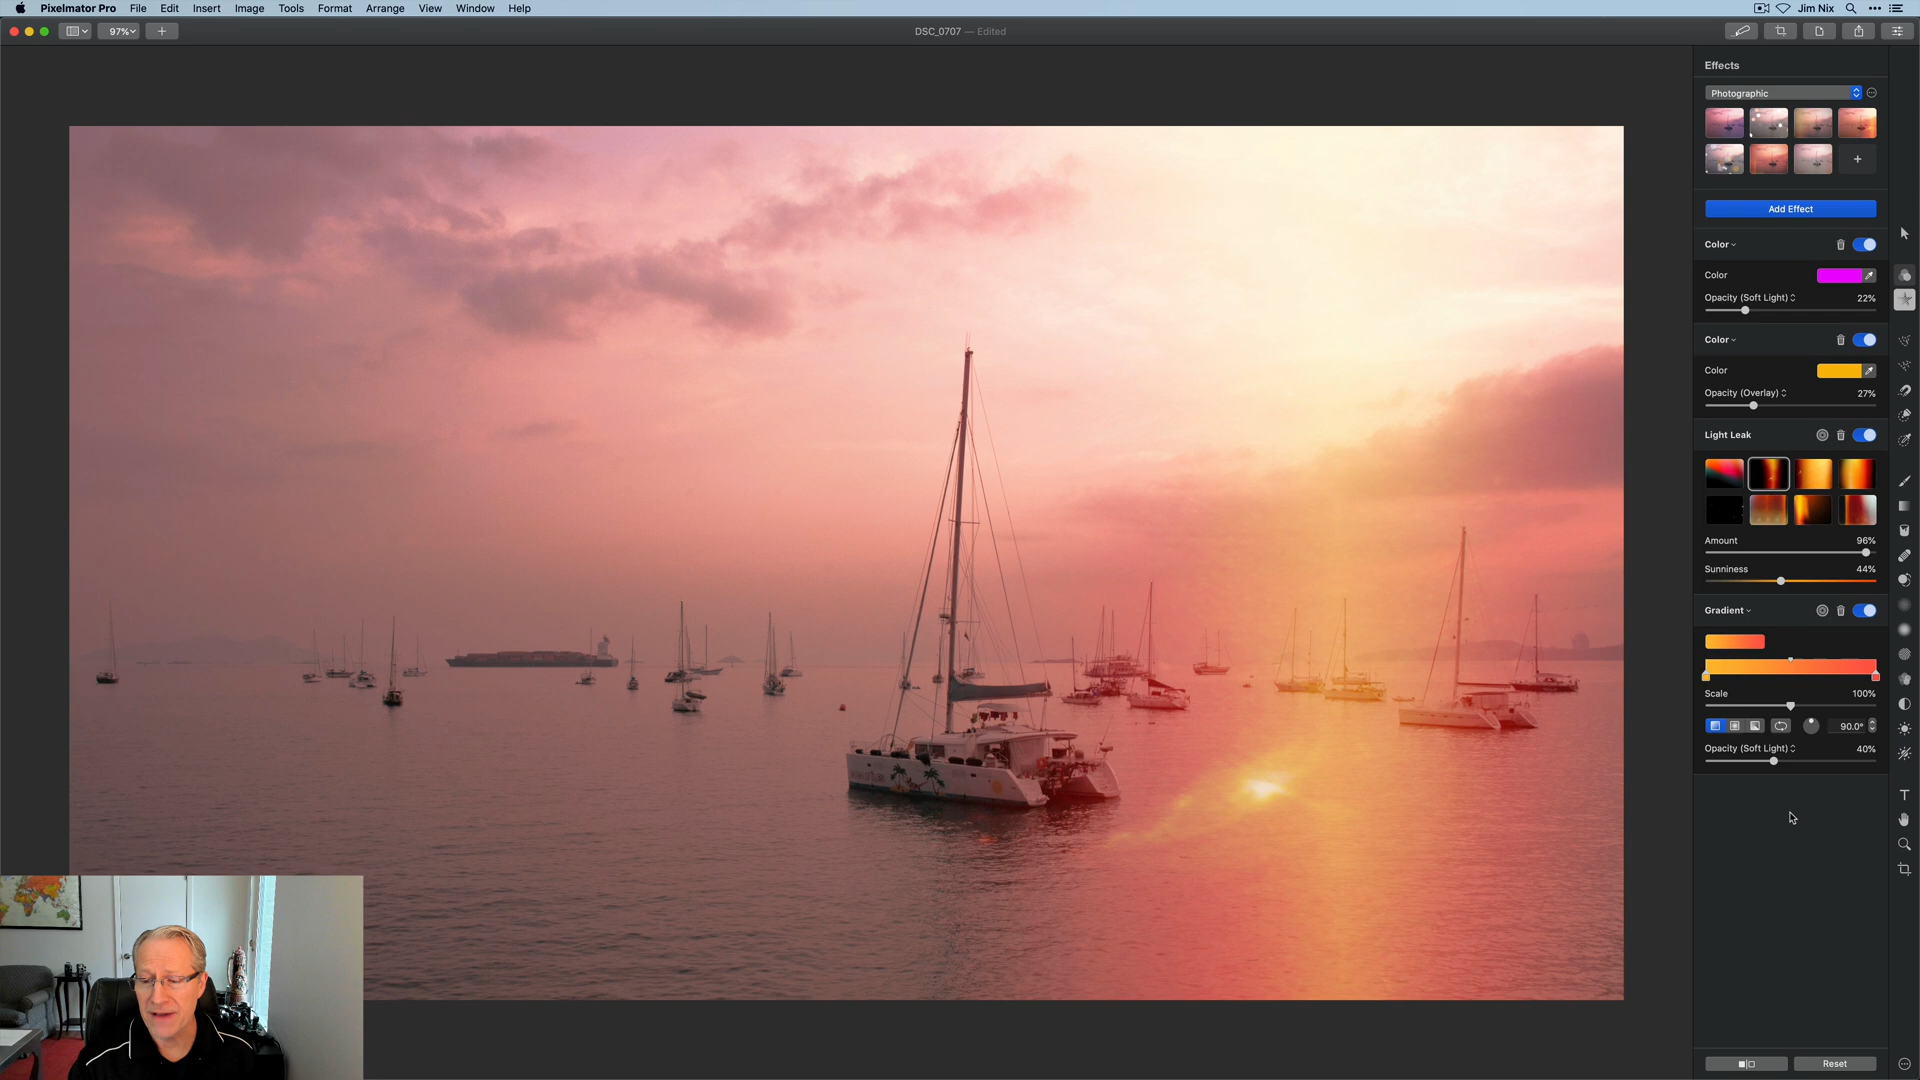 Pixelmator Pro File Edit Insert Image Tools Format Arrange View Window Help Jim Nix
97% DSC_0707 — Edited
Effects
Photographic
Add Effect
Color
Color
Opacity (Soft Light) 22%
Color
Color
Opacity (Overlay) 27%
Light Leak
Amount 96%
Sunniness 44%
Gradient
Scale 100%
90.0°
Opacity (Soft Light) 40%
T
Reset